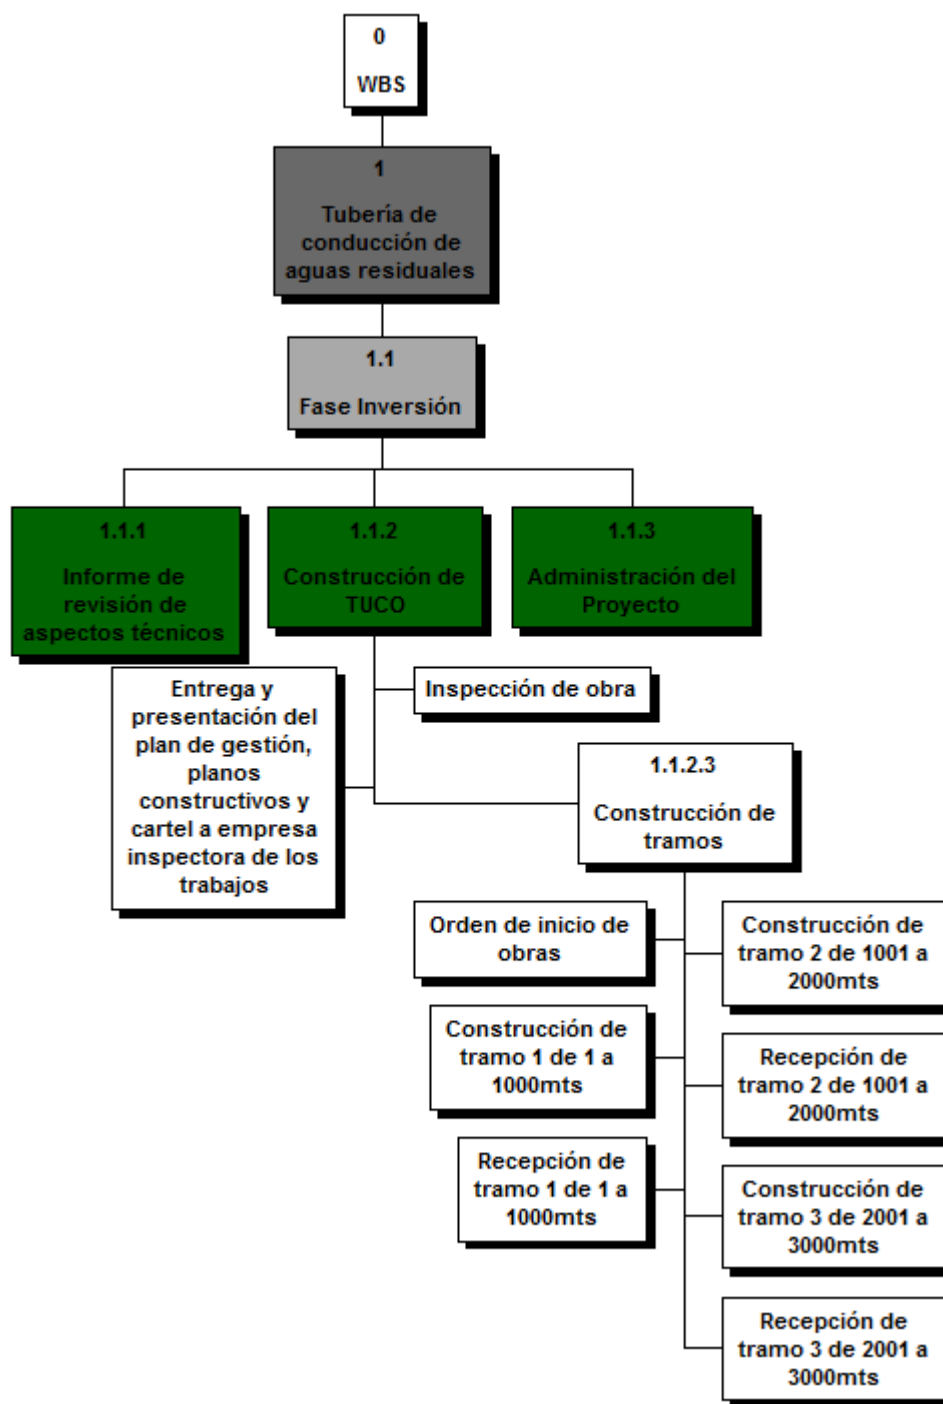 0
WBS
1
Tubería de
conducción de
aguas residuales
1.1
Fase Inversión
1.1.1
Informe de
revisión de
aspectos técnicos
1.1.2
Construcción de
TUCO
1.1.3
Administración del
Proyecto
Entrega y
presentación del
plan de gestión,
planos
constructivos y
cartel a empresa
inspectora de los
trabajos
Inspección de obra
1.1.2.3
Construcción de
tramos
Orden de inicio de
obras
Construcción de
tramo 1 de 1 a
1000mts
Recepción de
tramo 1 de 1 a
1000mts
Construcción de
tramo 2 de 1001 a
2000mts
Recepción de
tramo 2 de 1001 a
2000mts
Construcción de
tramo 3 de 2001 a
3000mts
Recepción de
tramo 3 de 2001 a
3000mts